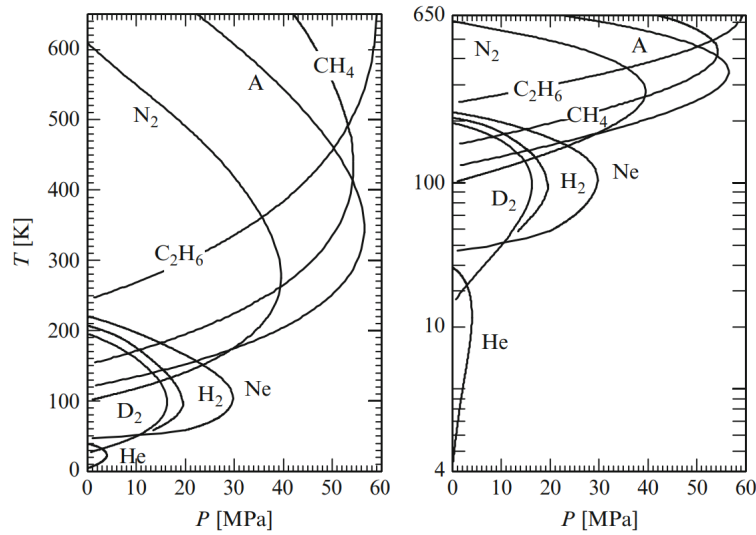 600
500
400
300
200
100
0
T [K]
N₂
A
CH₄
C₂H₆
D₂
H₂
Ne
He
0 10 20 30 40 50 60
P [MPa]
650
100
10
4
N₂
A
C₂H₆
CH₄
D₂
H₂
Ne
He
0 10 20 30 40 50 60
P [MPa]